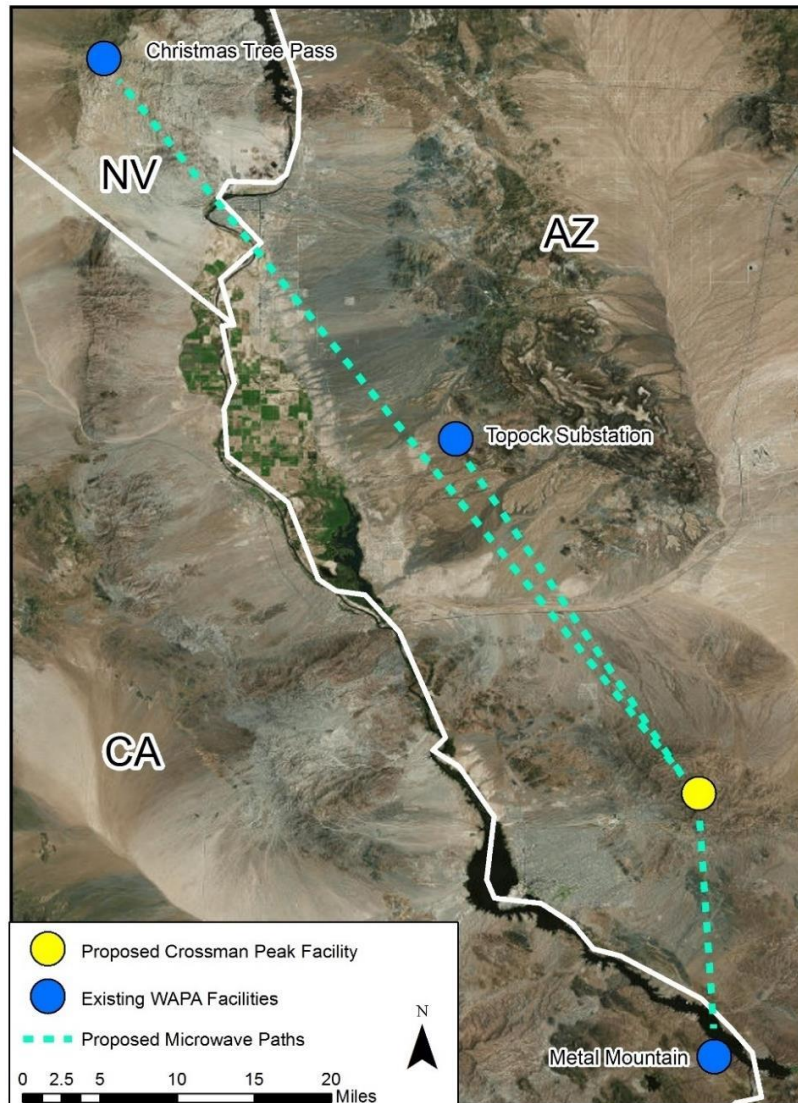 Christmas Tree Pass
NV
AZ
Topock Substation
CA
Proposed Crossman Peak Facility
Existing WAPA Facilities
N
Proposed Microwave Paths
Metal Mountain
0 2.5 5 10 15 20
Miles